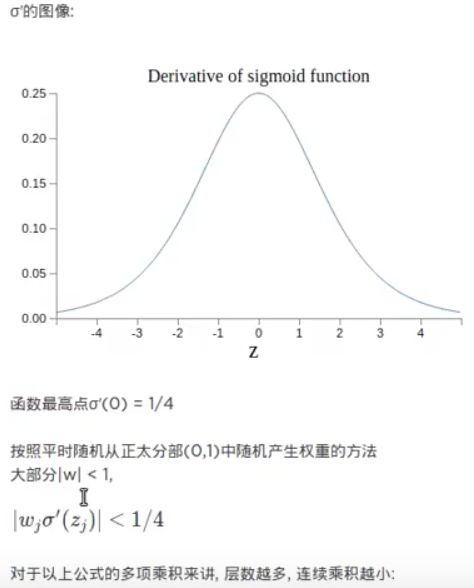 σ'的图像:
Derivative of sigmoid function
0.25
0.20
0.15
0.10
0.05
0.00
-4 -3 -2 -1 0 1 2 3 4
Z
函数最高点σ'(0) = 1/4
按照平时随机从正太分部(0,1)中随机产生权重的方法
大部分|w| < 1,
|w_jσ'(z_j)| < 1/4
对于以上公式的多项乘积来讲, 层数越多, 连续乘积越小: